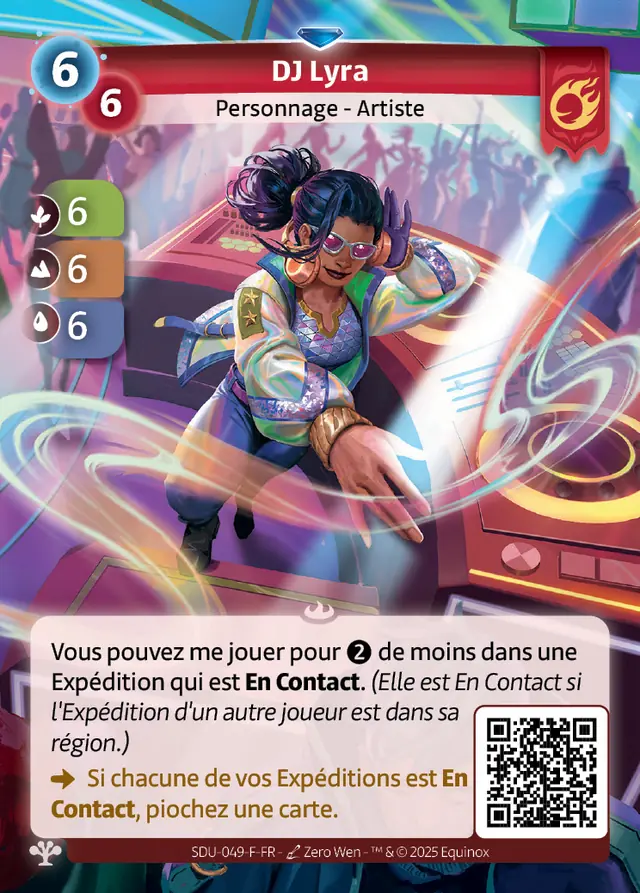 6
DJ Lyra
6
Personnage - Artiste
6
6
6
Vous pouvez me jouer pour 2 de moins dans une
Expédition qui est En Contact. (Elle est En Contact si
l'Expédition d'un autre joueur est dans sa
région.)
Si chacune de vos Expéditions est En
Contact, piochez une carte.
SDU-049-F-FR - Zero Wen - ™ & © 2025 Equinox